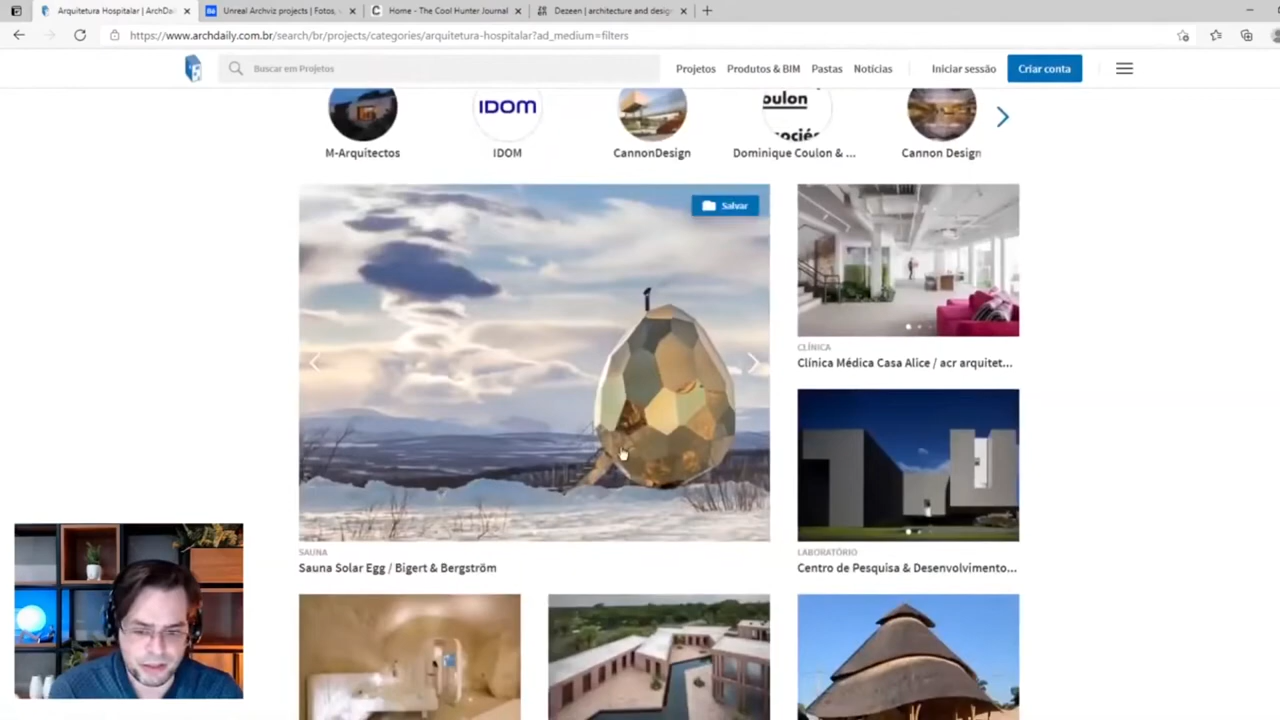 Arquitetura Hospitalar | ArchDai
Unreal Archviz projects | Fotos, v
Home - The Cool Hunter Journal
Dezeen | architecture and desig
https://www.archdaily.com.br/search/br/projects/categories/arquitetura-hospitalar?ad_medium=filters
Buscar em Projetos
Projetos
Produtos & BIM
Pastas
Notícias
Iniciar sessão
Criar conta
IDOM
oulon
sociés
M-Arquitectos
IDOM
CannonDesign
Dominique Coulon & ...
Cannon Design
Salvar
CLÍNICA
Clínica Médica Casa Alice / acr arquitet...
LABORATÓRIO
Centro de Pesquisa & Desenvolvimento...
SAUNA
Sauna Solar Egg / Bigert & Bergström